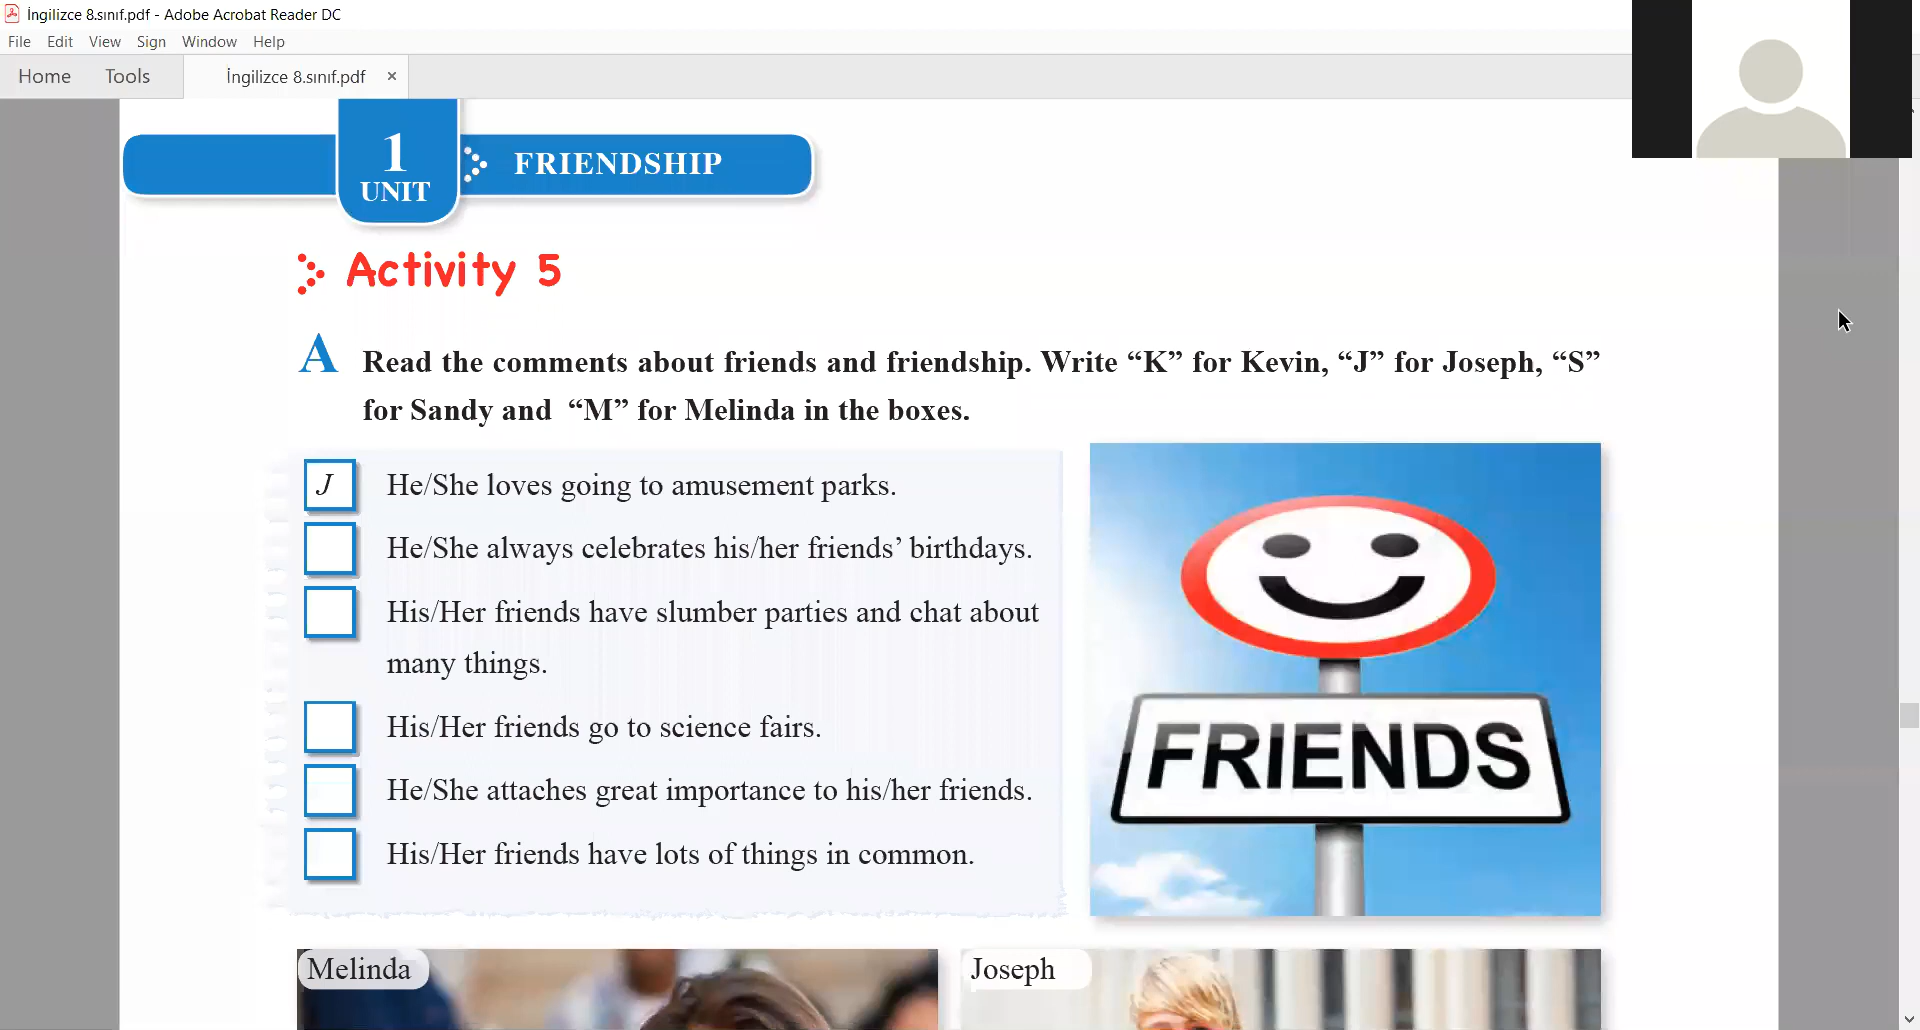 İngilizce 8.sınıf.pdf - Adobe Acrobat Reader DC
File Edit View Sign Window Help
Home Tools İngilizce 8.sınıf.pdf ×
1
UNIT
FRIENDSHIP
Activity 5
A Read the comments about friends and friendship. Write “K” for Kevin, “J” for Joseph, “S”
for Sandy and “M” for Melinda in the boxes.
J He/She loves going to amusement parks.
He/She always celebrates his/her friends’ birthdays.
His/Her friends have slumber parties and chat about
many things.
His/Her friends go to science fairs.
He/She attaches great importance to his/her friends.
His/Her friends have lots of things in common.
FRIENDS
Melinda
Joseph